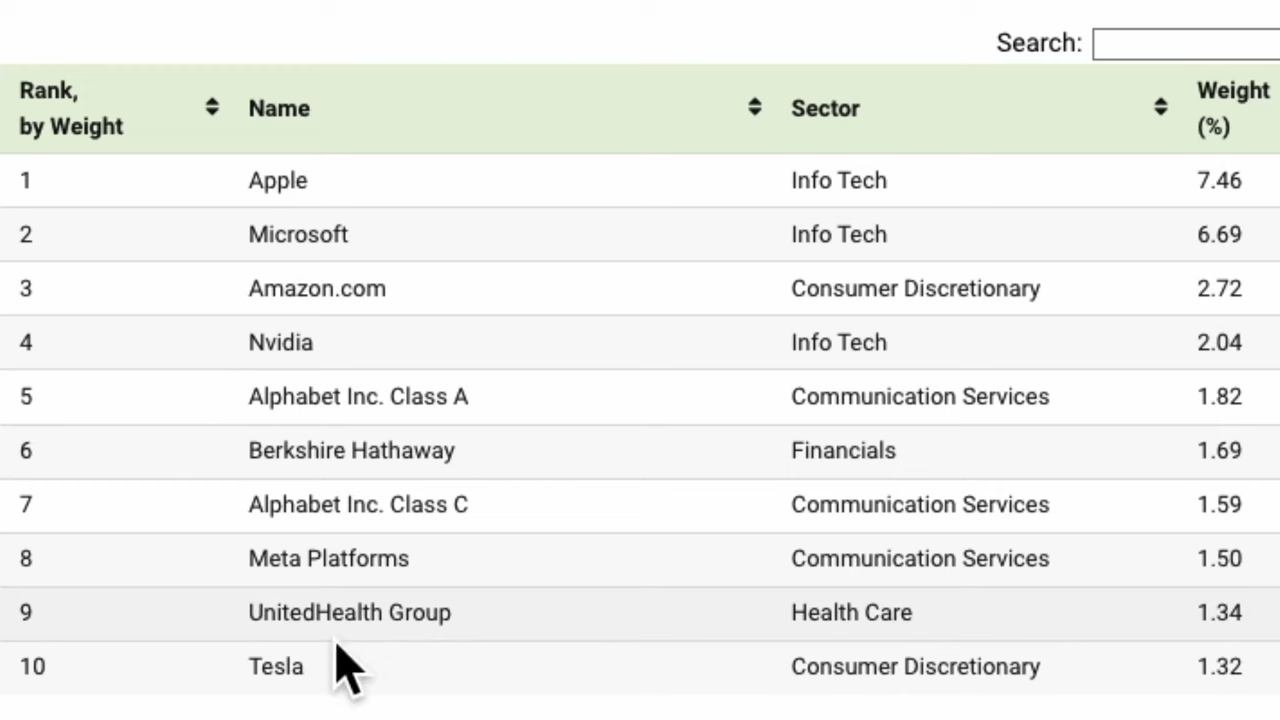 Search:
Rank, by Weight Name Sector Weight (%)
1 Apple Info Tech 7.46
2 Microsoft Info Tech 6.69
3 Amazon.com Consumer Discretionary 2.72
4 Nvidia Info Tech 2.04
5 Alphabet Inc. Class A Communication Services 1.82
6 Berkshire Hathaway Financials 1.69
7 Alphabet Inc. Class C Communication Services 1.59
8 Meta Platforms Communication Services 1.50
9 UnitedHealth Group Health Care 1.34
10 Tesla Consumer Discretionary 1.32